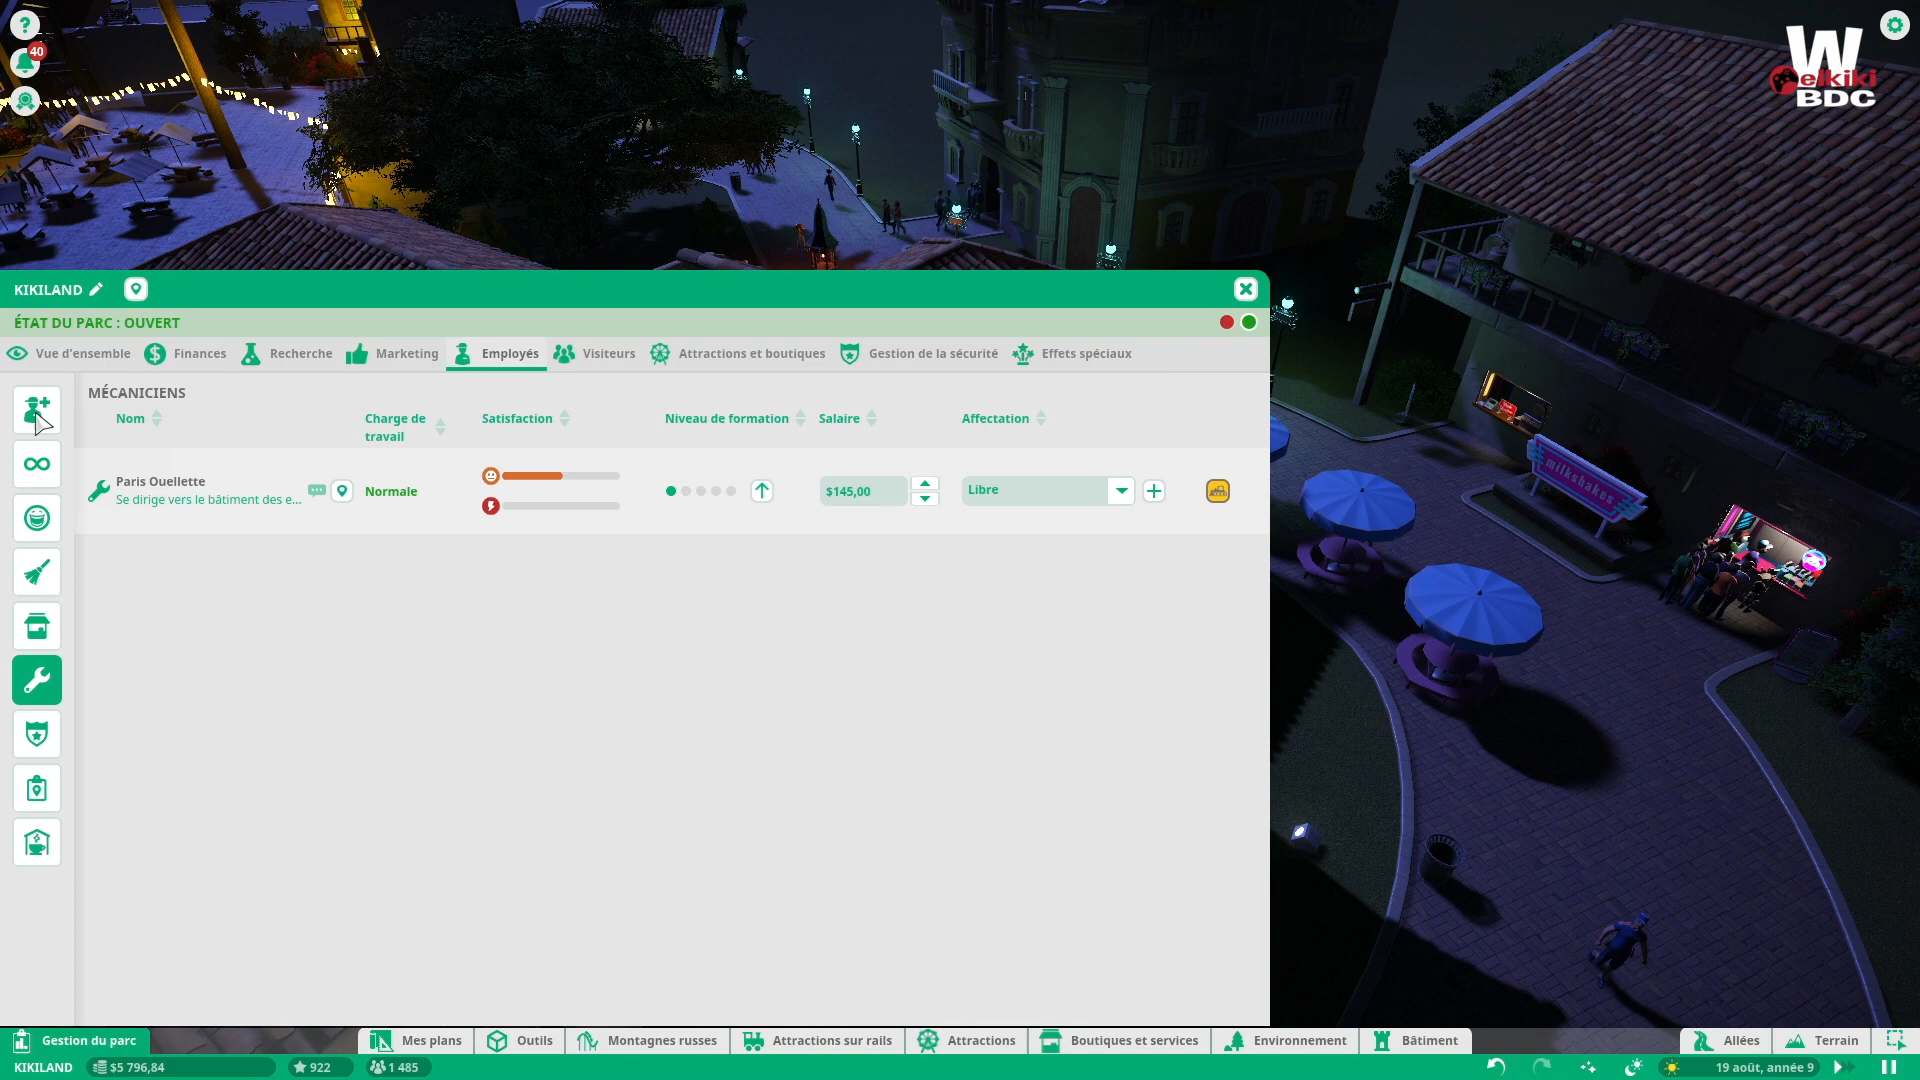 ?
40
W
elkiki
BDC
KIKILAND
ÉTAT DU PARC : OUVERT
Vue d'ensemble
Finances
Recherche
Marketing
Employés
Visiteurs
Attractions et boutiques
Gestion de la sécurité
Effets spéciaux
MÉCANICIENS
Nom
Charge de
travail
Satisfaction
Niveau de formation
Salaire
Affectation
Paris Ouellette
Se dirige vers le bâtiment des e...
Normale
$145,00
Libre
milkshakes
Gestion du parc
Mes plans
Outils
Montagnes russes
Attractions sur rails
Attractions
Boutiques et services
Environnement
Bâtiment
Allées
Terrain
KIKILAND
$5 796,84
922
1 485
19 août, année 9